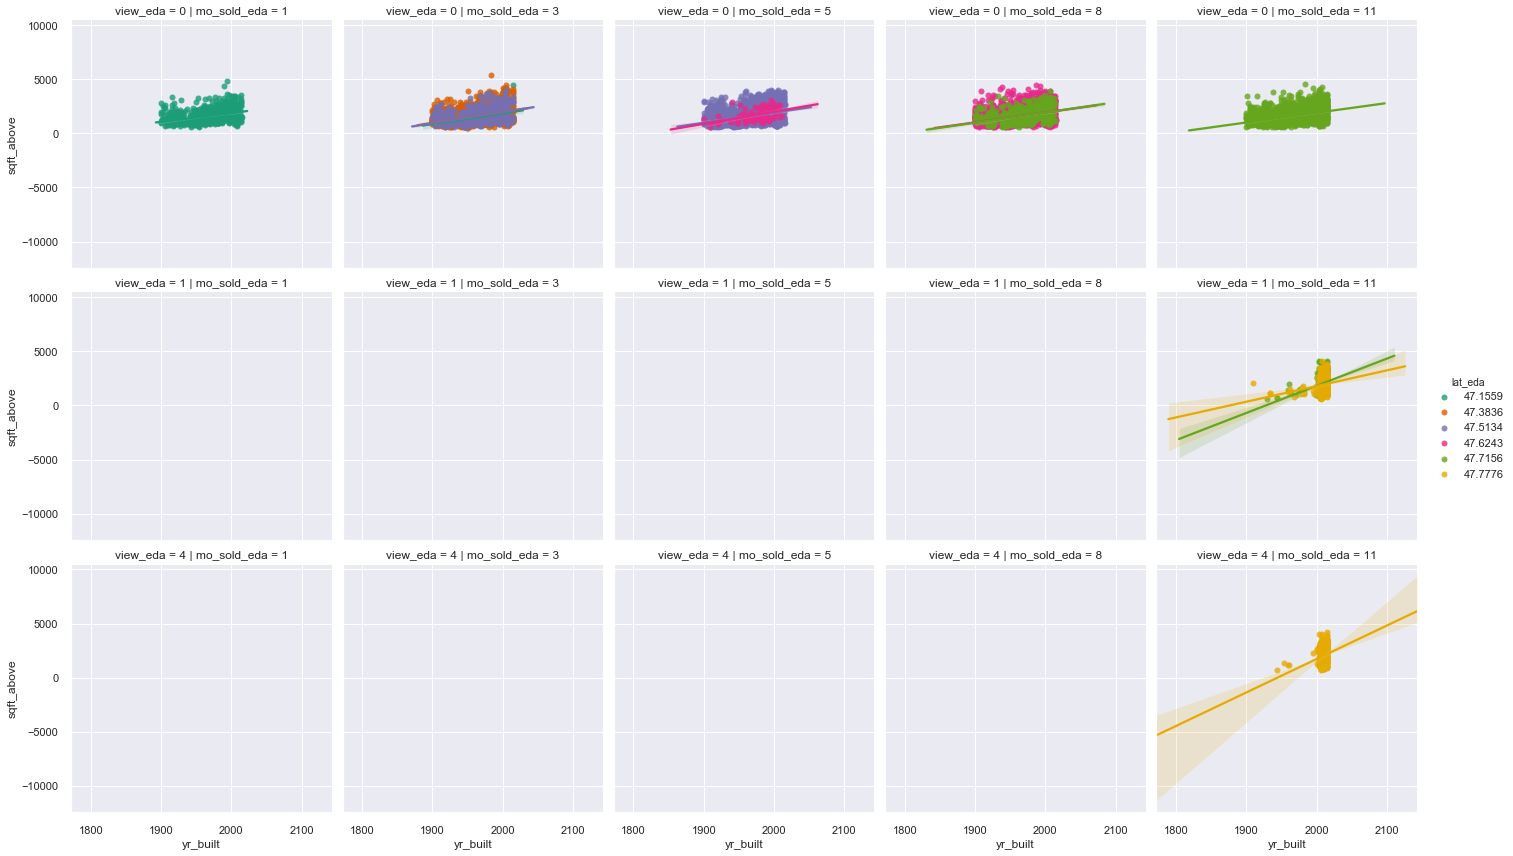 view_eda = 0 | mo_sold_eda = 1
view_eda = 0 | mo_sold_eda = 3
view_eda = 0 | mo_sold_eda = 5
view_eda = 0 | mo_sold_eda = 8
view_eda = 0 | mo_sold_eda = 11
10000
5000
0
−5000
−10000
sqft_above
view_eda = 1 | mo_sold_eda = 1
view_eda = 1 | mo_sold_eda = 3
view_eda = 1 | mo_sold_eda = 5
view_eda = 1 | mo_sold_eda = 8
view_eda = 1 | mo_sold_eda = 11
10000
5000
0
−5000
−10000
sqft_above
lat_eda
47.1559
47.3836
47.5134
47.6243
47.7156
47.7776
view_eda = 4 | mo_sold_eda = 1
view_eda = 4 | mo_sold_eda = 3
view_eda = 4 | mo_sold_eda = 5
view_eda = 4 | mo_sold_eda = 8
view_eda = 4 | mo_sold_eda = 11
10000
5000
0
−5000
−10000
sqft_above
1800 1900 2000 2100
1800 1900 2000 2100
1800 1900 2000 2100
1800 1900 2000 2100
1800 1900 2000 2100
yr_built
yr_built
yr_built
yr_built
yr_built